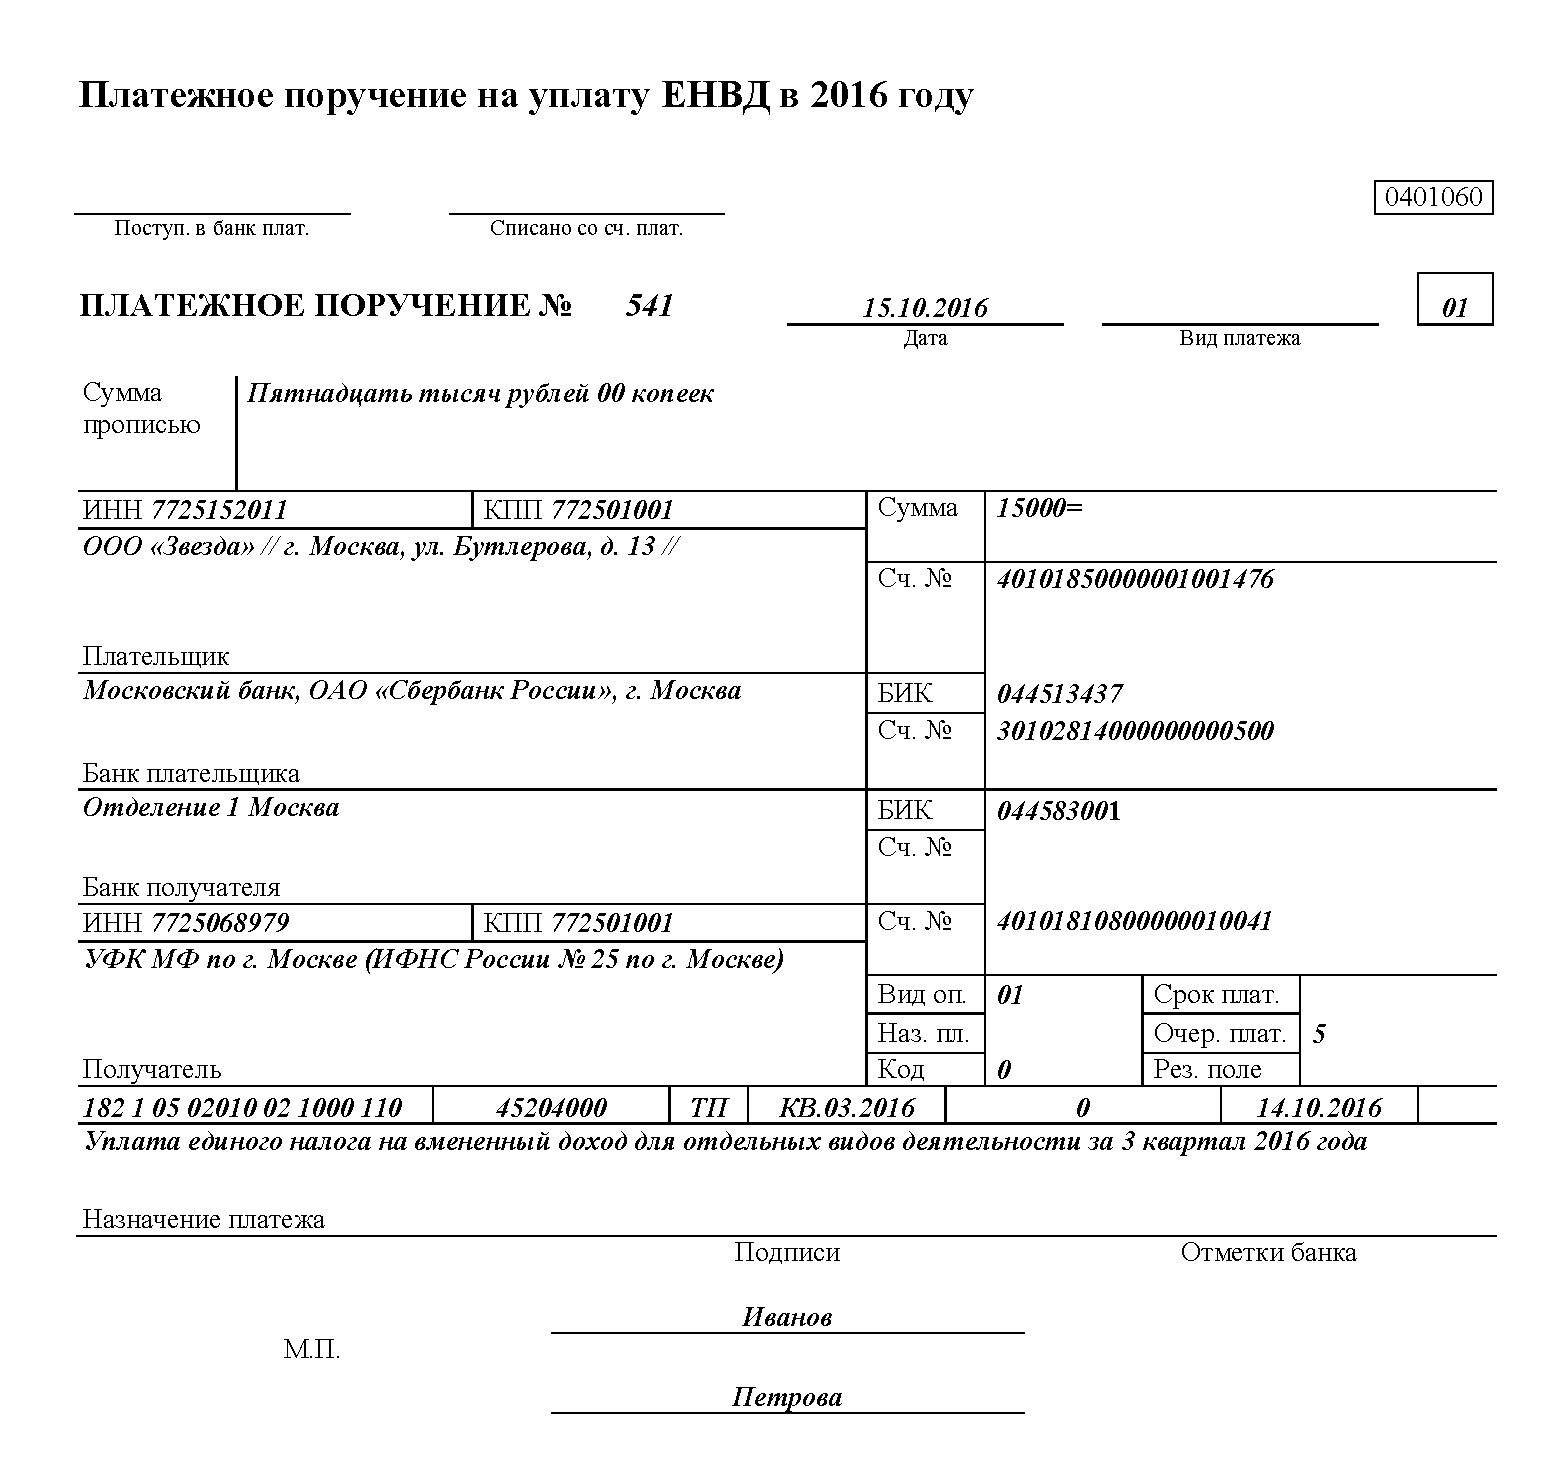 Платежное поручение на уплату ЕНВД в 2016 году
0401060
Поступ. в банк плат. Списано со сч. плат.
ПЛАТЕЖНОЕ ПОРУЧЕНИЕ № 541 15.10.2016 01
Дата Вид платежа
Сумма Пятнадцать тысяч рублей 00 копеек
прописью
ИНН 7725152011 КПП 772501001 Сумма 15000=
ООО «Звезда» // г. Москва, ул. Бутлерова, д. 13 //
Сч. № 40101850000001001476
Плательщик
Московский банк, ОАО «Сбербанк России», г. Москва БИК 044513437
Сч. № 30102814000000000500
Банк плательщика
Отделение 1 Москва БИК 044583001
Сч. №
Банк получателя
ИНН 7725068979 КПП 772501001 Сч. № 40101810800000010041
УФК МФ по г. Москве (ИФНС России № 25 по г. Москве)
Вид оп. 01 Срок плат.
Наз. пл. Очер. плат. 5
Получатель Код 0 Рез. поле
182 1 05 02010 02 1000 110 45204000 ТП КВ.03.2016 0 14.10.2016
Уплата единого налога на вмененный доход для отдельных видов деятельности за 3 квартал 2016 года
Назначение платежа
Подписи Отметки банка
Иванов
М.П.
Петрова